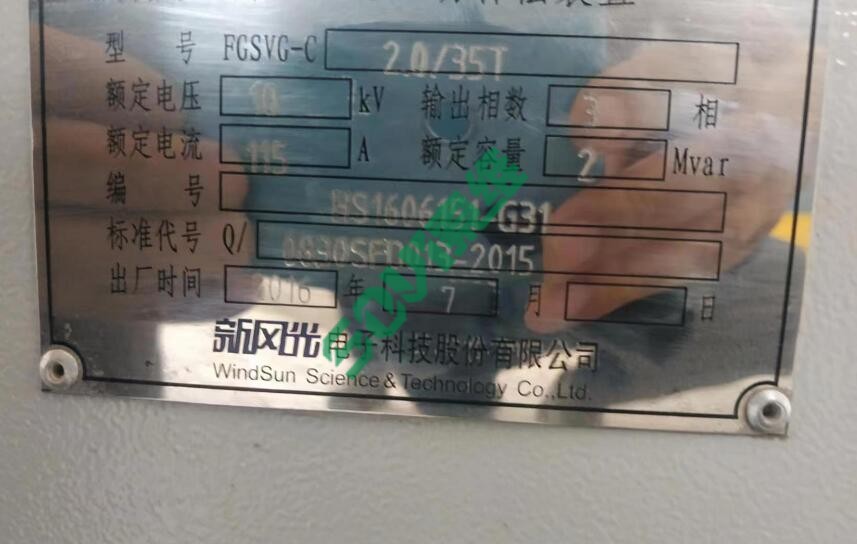 型 号 FGSVG-C 2.0/35T
额定电压 10 kV 输出相数 3 相
额定电流 115 A 额定容量 2 Mvar
编 号 G31
标准代号 Q/ -2015
出厂时间 2016 年 7 月 日
新风光电子科技股份有限公司
WindSun Science & Technology Co.,Ltd.